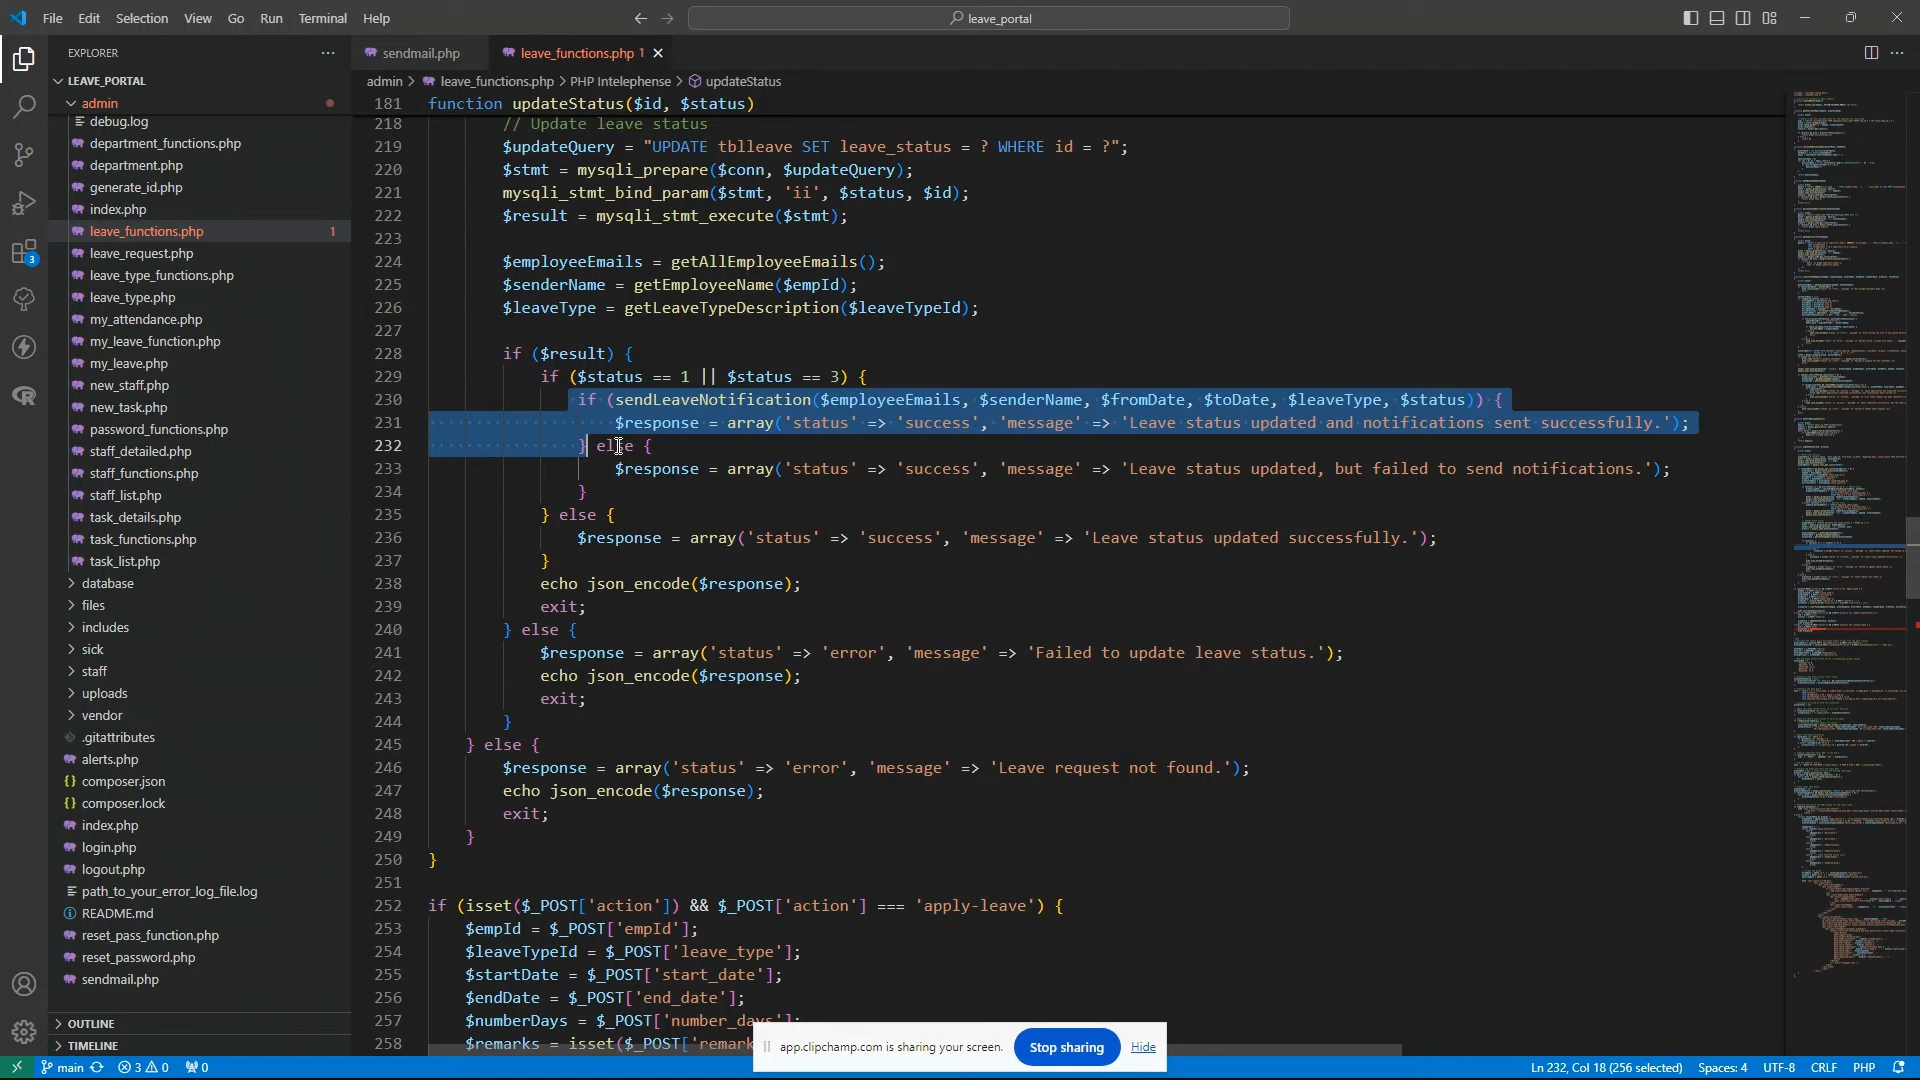 File Edit Selection View Go Run Terminal Help
leave_portal
EXPLORER
LEAVE_PORTAL
admin
debug.log
department_functions.php
department.php
generate_id.php
index.php
leave_functions.php 1
leave_request.php
leave_type_functions.php
leave_type.php
my_attendance.php
my_leave_function.php
my_leave.php
new_staff.php
new_task.php
password_functions.php
staff_detailed.php
staff_functions.php
staff_list.php
task_details.php
task_functions.php
task_list.php
database
files
includes
sick
staff
uploads
vendor
.gitattributes
alerts.php
composer.json
composer.lock
index.php
login.php
logout.php
path_to_your_error_log_file.log
README.md
reset_pass_function.php
reset_password.php
sendmail.php
OUTLINE
TIMELINE
3
sendmail.php
leave_functions.php 1
admin > leave_functions.php > PHP Intelephense > updateStatus
181 function updateStatus($id, $status)
218 // Update leave status
219 $updateQuery = "UPDATE tblleave SET leave_status = ? WHERE id = ?";
220 $stmt = mysqli_prepare($conn, $updateQuery);
221 mysqli_stmt_bind_param($stmt, 'ii', $status, $id);
222 $result = mysqli_stmt_execute($stmt);
223
224 $employeeEmails = getAllEmployeeEmails();
225 $senderName = getEmployeeName($empId);
226 $leaveType = getLeaveTypeDescription($leaveTypeId);
227
228 if ($result) {
229 if ($status == 1 || $status == 3) {
230 if (sendLeaveNotification($employeeEmails, $senderName, $fromDate, $toDate, $leaveType, $status)) {
231 $response = array('status' => 'success', 'message' => 'Leave status updated and notifications sent successfully.');
232 } else {
233 $response = array('status' => 'success', 'message' => 'Leave status updated, but failed to send notifications.');
234 }
235 } else {
236 $response = array('status' => 'success', 'message' => 'Leave status updated successfully.');
237 }
238 echo json_encode($response);
239 exit;
240 } else {
241 $response = array('status' => 'error', 'message' => 'Failed to update leave status.');
242 echo json_encode($response);
243 exit;
244 }
245 } else {
246 $response = array('status' => 'error', 'message' => 'Leave request not found.');
247 echo json_encode($response);
248 exit;
249 }
250 }
251
252 if (isset($_POST['action']) && $_POST['action'] === 'apply-leave') {
253 $empId = $_POST['empId'];
254 $leaveTypeId = $_POST['leave_type'];
255 $startDate = $_POST['start_date'];
256 $endDate = $_POST['end_date'];
257 $numberDays = $_POST['number_days'];
258 $remarks = isset($_POST['remark
app.clipchamp.com is sharing your screen. Stop sharing Hide
main 3 0 0 Ln 232, Col 18 (256 selected) Spaces: 4 UTF-8 CRLF PHP